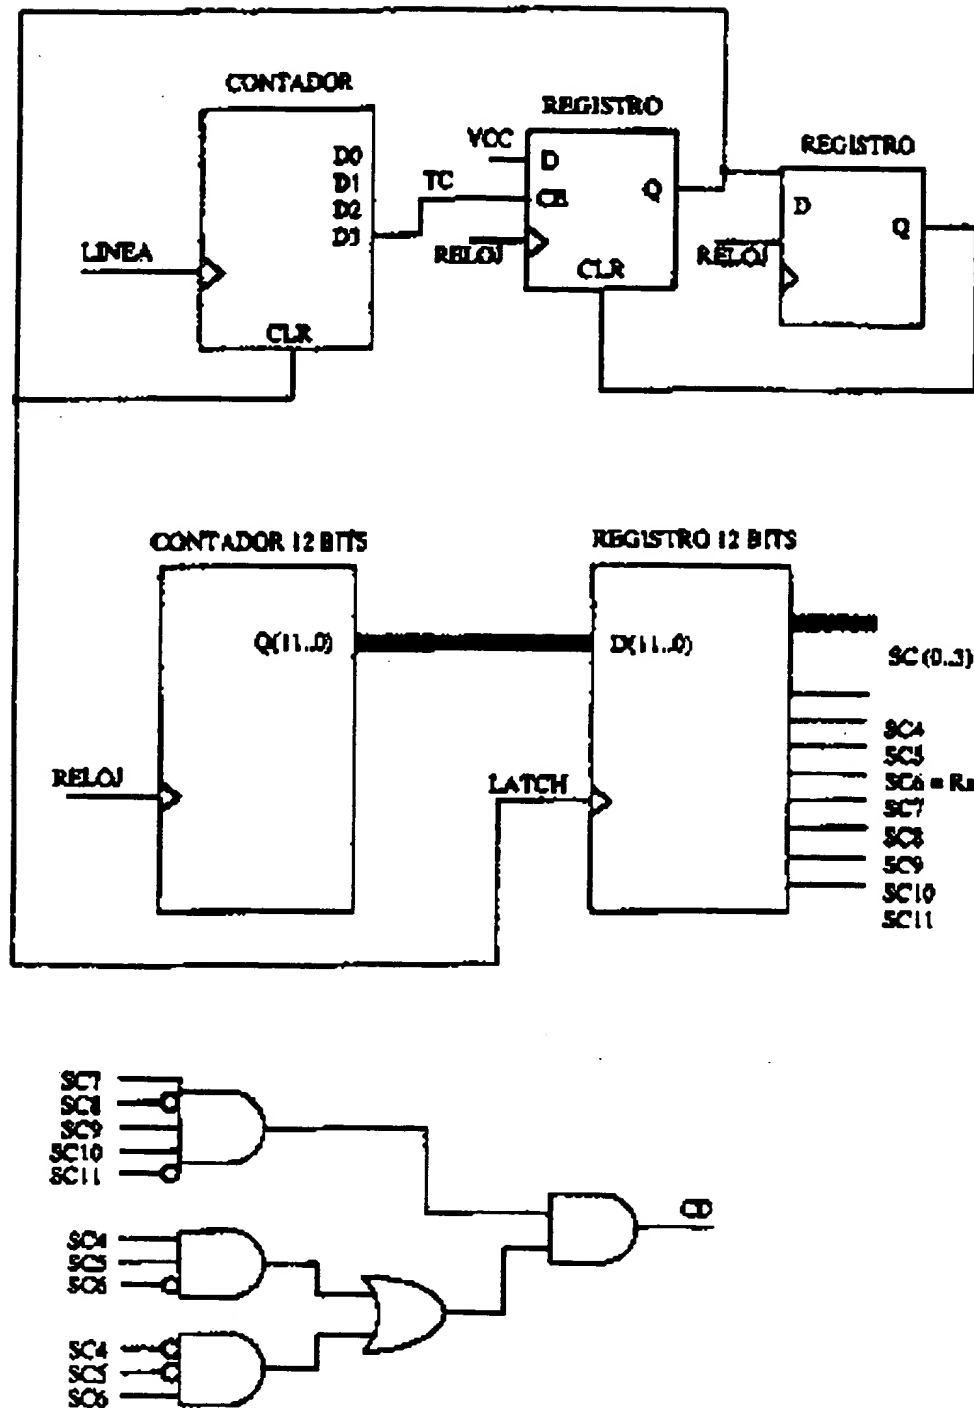 CONTADOR
D0
D1
D2
D3
LINEA
CLR
TC
REGISTRO
VCC
D
CE
Q
RELOJ
CLR
REGISTRO
D
Q
RELOJ
CONTADOR 12 BITS
Q(11..0)
RELOJ
REGISTRO 12 BITS
D(11..0)
LATCH
SC (0..3)
SC4
SC5
SC6 = Rx
SC7
SC8
SC9
SC10
SC11
SC7
SC8
SC9
SC10
SC11
SC4
SC5
SC6
SC4
SC5
SC6
CD